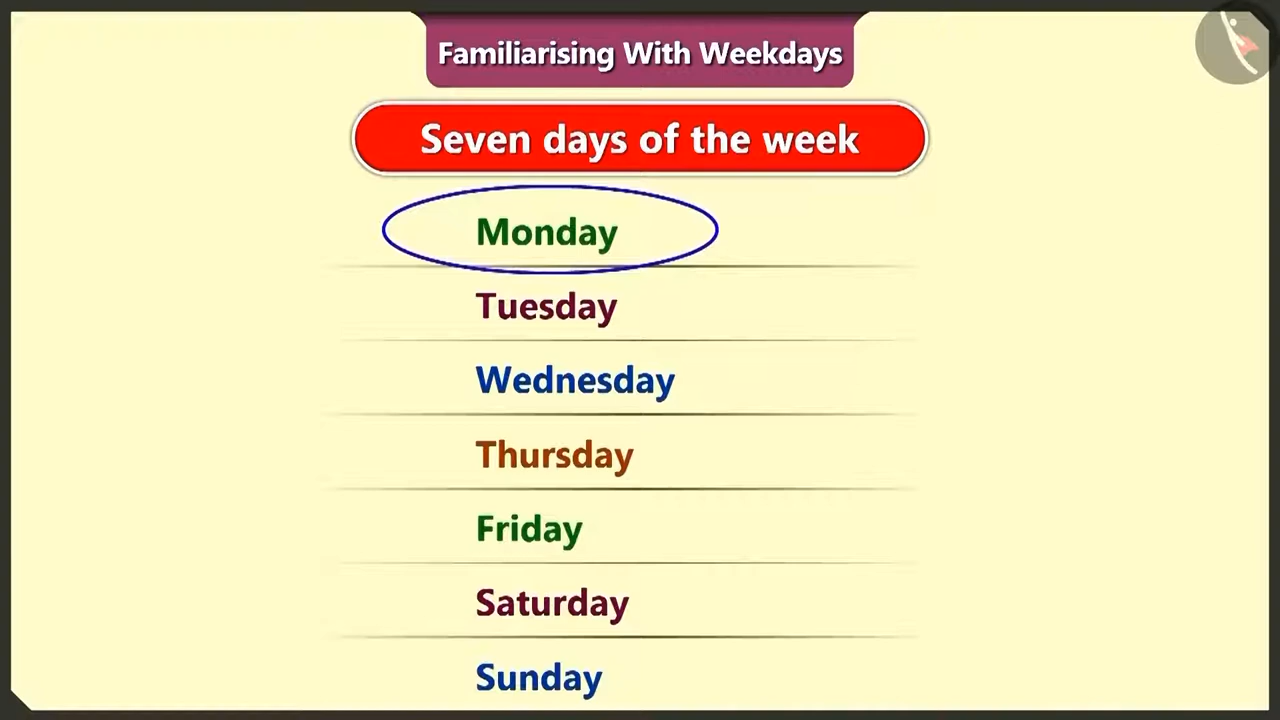 Familiarising With Weekdays
Seven days of the week
Monday
Tuesday
Wednesday
Thursday
Friday
Saturday
Sunday